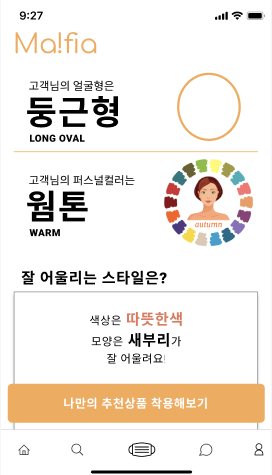 9:27
Ma!fia
고객님의 얼굴형은
둥근형
LONG OVAL
고객님의 퍼스널컬러는
웜톤
WARM
autumn
잘 어울리는 스타일은?
색상은 따뜻한색
모양은 새부리가
잘 어울려요!
나만의 추천상품 착용해보기